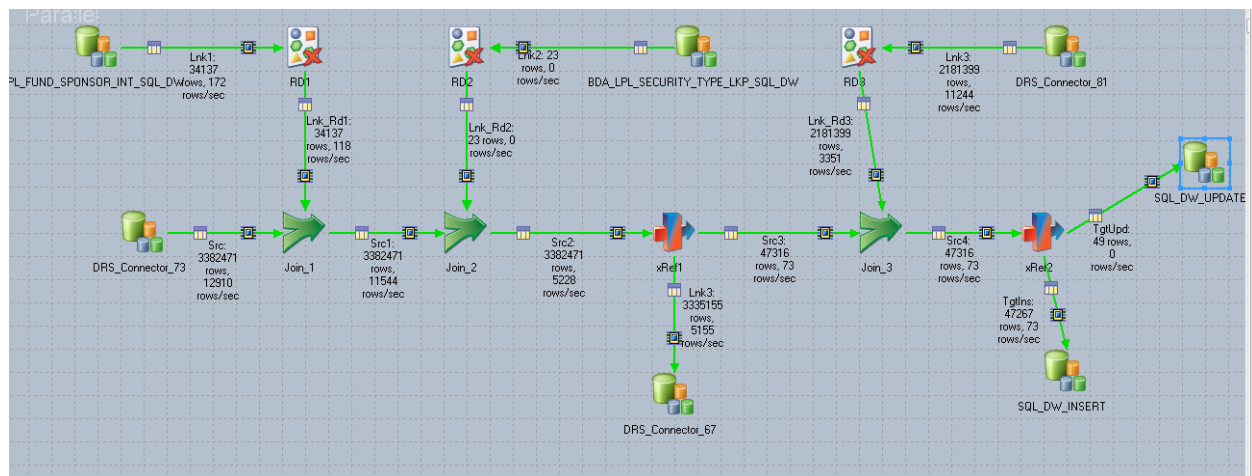 Parallel
Lnk1:
34137
rows, 172
rows/sec
PL_FUND_SPONSOR_INT_SQL_DW
RD1
Lnk2: 23
rows, 0
rows/sec
RD2
BDA_LPL_SECURITY_TYPE_LKP_SQL_DW
RD3
Lnk3:
2181399
rows,
11244
rows/sec
DRS_Connector_81
Lnk_Rd1:
34137
rows, 118
rows/sec
Lnk_Rd2:
23 rows, 0
rows/sec
Lnk_Rd3:
2181399
rows,
3351
rows/sec
SQL_DW_UPDATE
DRS_Connector_73
Src:
3382471
rows,
12910
rows/sec
Join_1
Src1:
3382471
rows,
11544
rows/sec
Join_2
Src2:
3382471
rows,
5228
rows/sec
xRef1
Src3:
47316
rows, 73
rows/sec
Join_3
Src4:
47316
rows, 73
rows/sec
xRef2
TgtUpd:
49 rows,
0
rows/sec
Lnk3:
3335155
rows,
5155
rows/sec
TgtIns:
47267
rows, 73
rows/sec
DRS_Connector_67
SQL_DW_INSERT